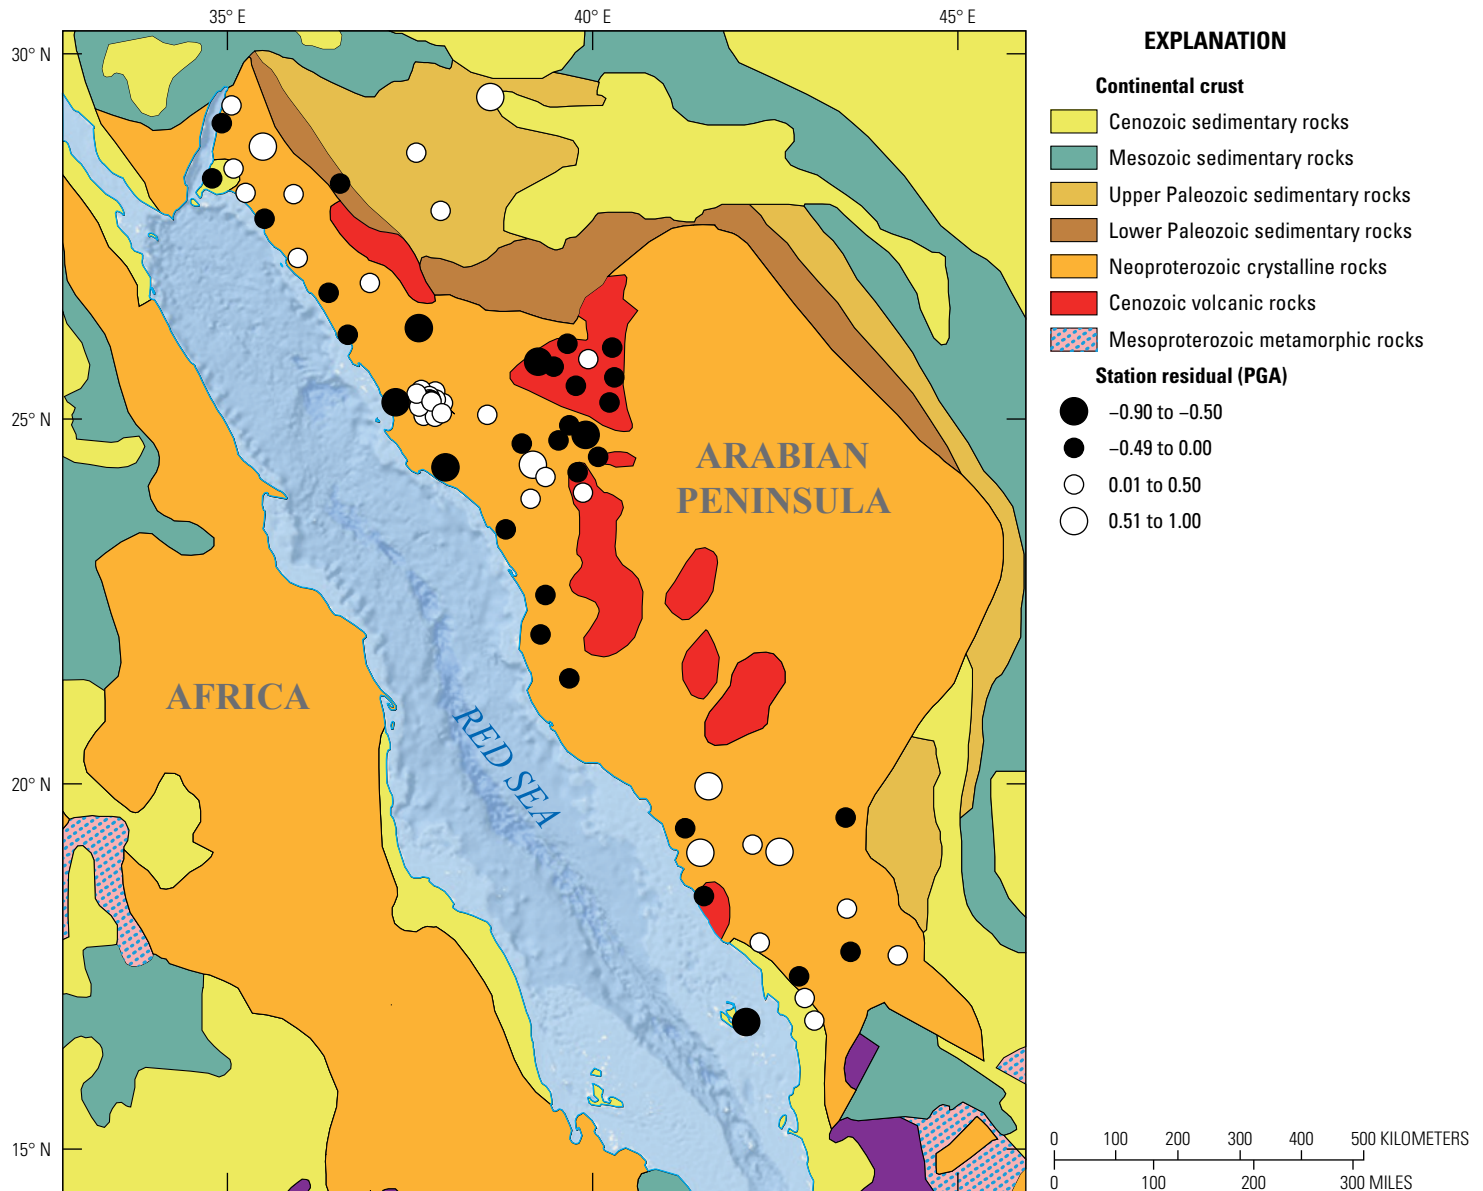 35° E 40° E 45° E
30° N
25° N
20° N
15° N
ARABIAN
PENINSULA
AFRICA
RED SEA
EXPLANATION
Continental crust
Cenozoic sedimentary rocks
Mesozoic sedimentary rocks
Upper Paleozoic sedimentary rocks
Lower Paleozoic sedimentary rocks
Neoproterozoic crystalline rocks
Cenozoic volcanic rocks
Mesoproterozoic metamorphic rocks
Station residual (PGA)
−0.90 to −0.50
−0.49 to 0.00
0.01 to 0.50
0.51 to 1.00
0 100 200 300 400 500 KILOMETERS
0 100 200 300 MILES